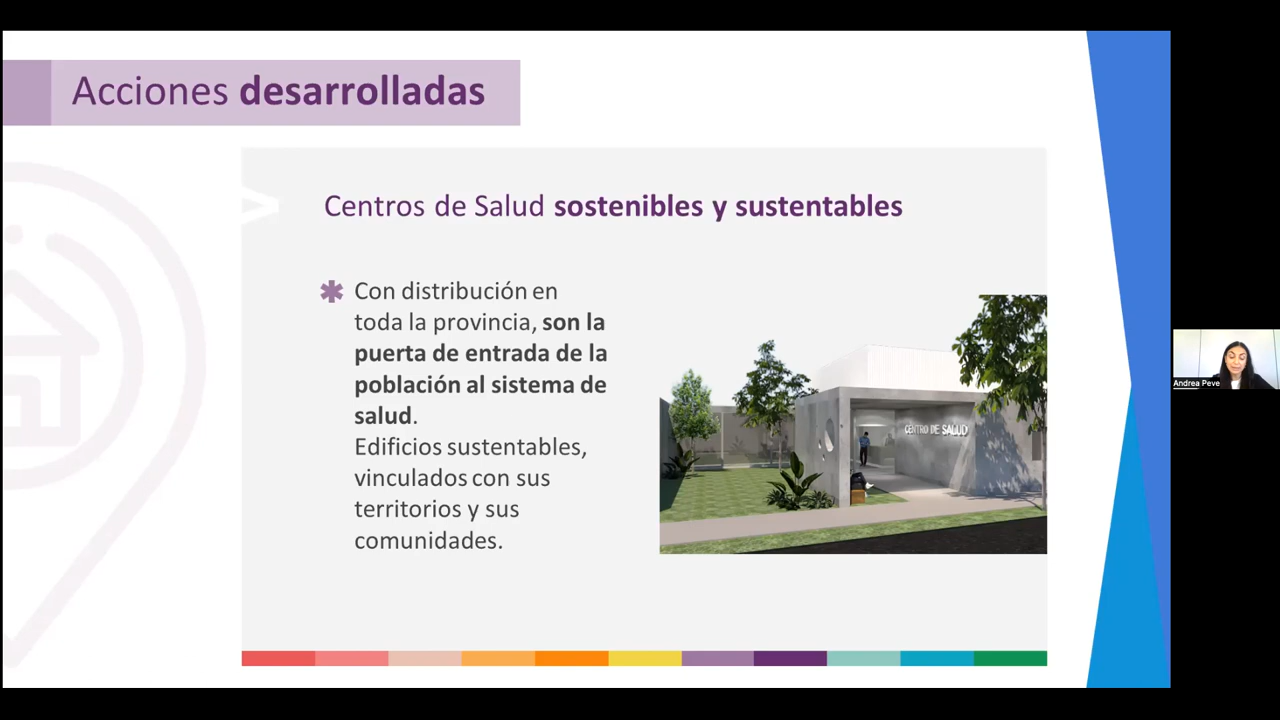 Acciones desarrolladas
Centros de Salud sostenibles y sustentables
Con distribución en
toda la provincia, son la
puerta de entrada de la
población al sistema de
salud.
Edificios sustentables,
vinculados con sus
territorios y sus
comunidades.
CENTRO DE SALUD
Andrea Peve